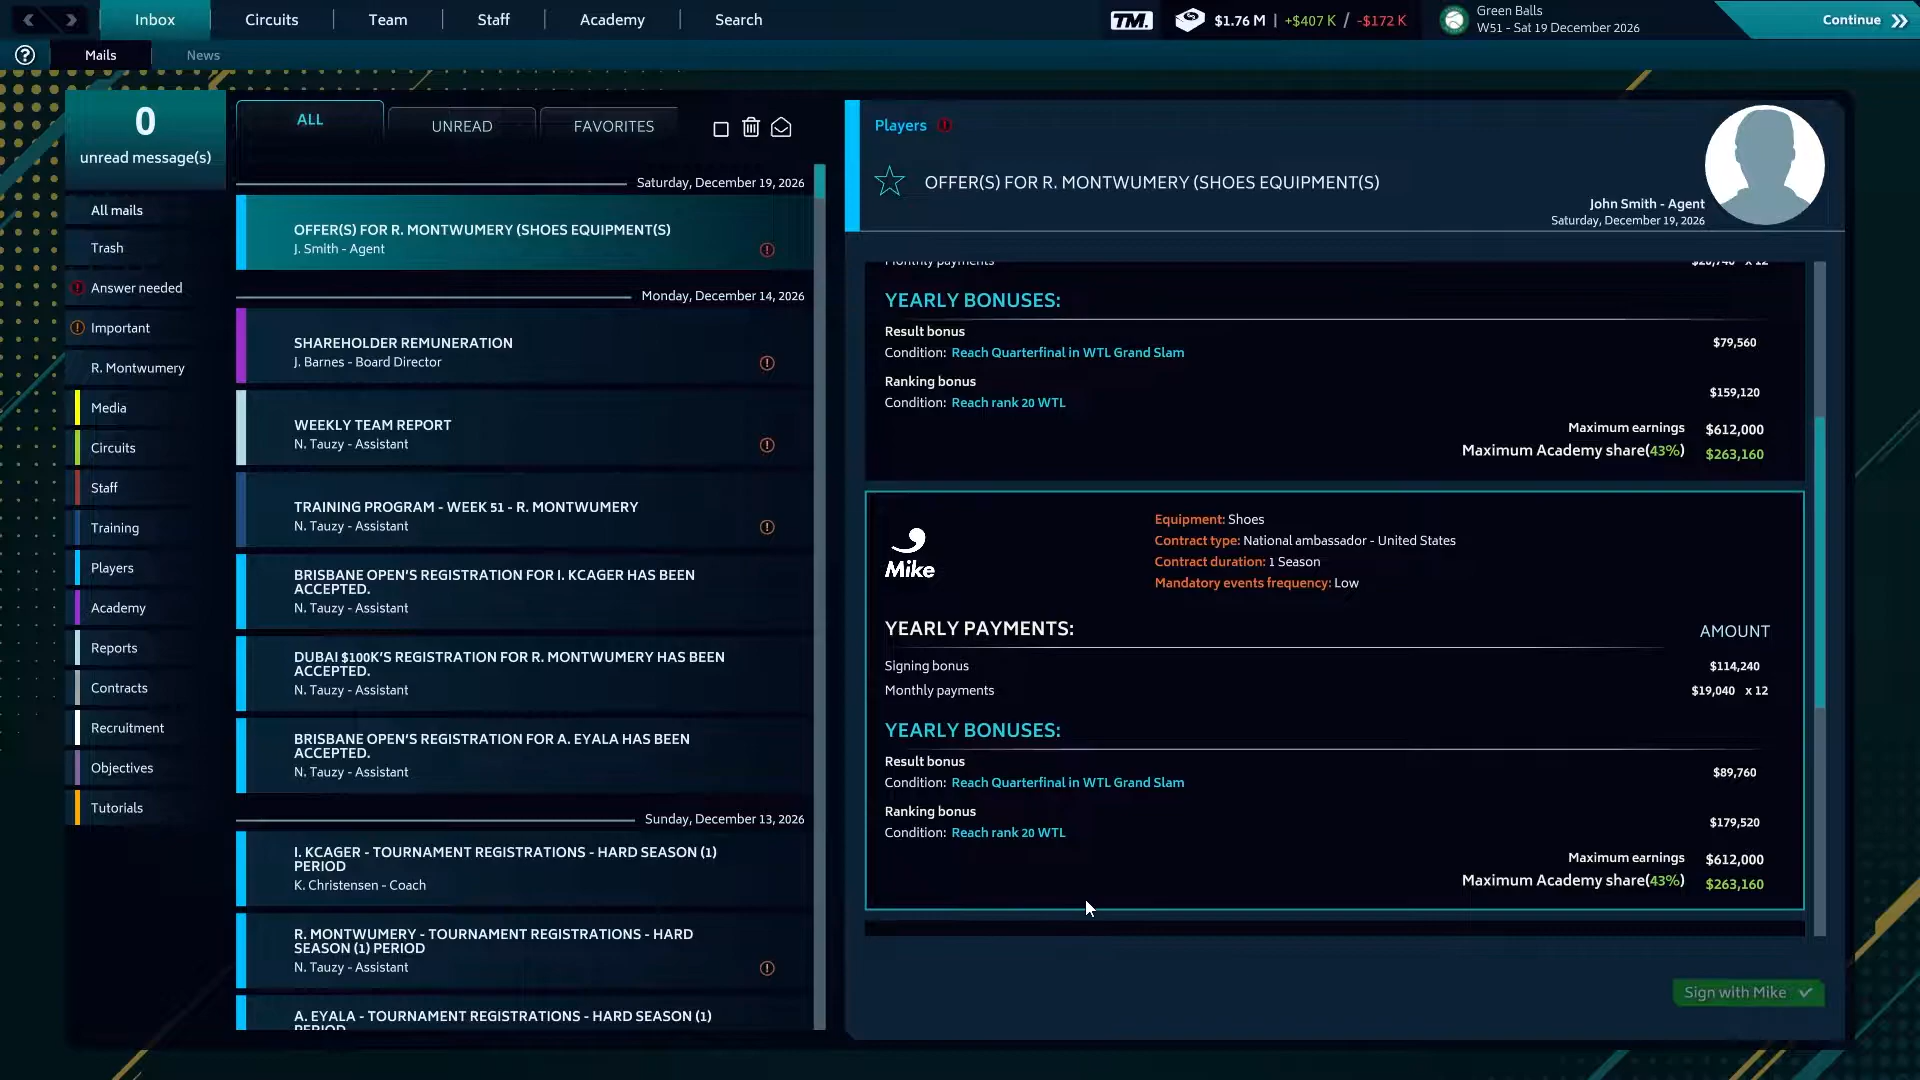 Inbox
Circuits
Team
Staff
Academy
Search
TM.
$1.76 M | +$407 K / -$172 K
Green Balls
W51 - Sat 19 December 2026
Continue
?
Mails
News
0
unread message(s)
All mails
Trash
Answer needed
Important
R. Montwumery
Media
Circuits
Staff
Training
Players
Academy
Reports
Contracts
Recruitment
Objectives
Tutorials
ALL
UNREAD
FAVORITES
Saturday, December 19, 2026
OFFER(S) FOR R. MONTWUMERY (SHOES EQUIPMENT(S)
J. Smith - Agent
Monday, December 14, 2026
SHAREHOLDER REMUNERATION
J. Barnes - Board Director
WEEKLY TEAM REPORT
N. Tauzy - Assistant
TRAINING PROGRAM - WEEK 51 - R. MONTWUMERY
N. Tauzy - Assistant
BRISBANE OPEN'S REGISTRATION FOR I. KCAGER HAS BEEN
ACCEPTED.
N. Tauzy - Assistant
DUBAI $100K'S REGISTRATION FOR R. MONTWUMERY HAS BEEN
ACCEPTED.
N. Tauzy - Assistant
BRISBANE OPEN'S REGISTRATION FOR A. EYALA HAS BEEN
ACCEPTED.
N. Tauzy - Assistant
Sunday, December 13, 2026
I. KCAGER - TOURNAMENT REGISTRATIONS - HARD SEASON (1)
PERIOD
K. Christensen - Coach
R. MONTWUMERY - TOURNAMENT REGISTRATIONS - HARD
SEASON (1) PERIOD
N. Tauzy - Assistant
A. EYALA - TOURNAMENT REGISTRATIONS - HARD SEASON (1)
PERIOD
Players
OFFER(S) FOR R. MONTWUMERY (SHOES EQUIPMENT(S)
John Smith - Agent
Saturday, December 19, 2026
Monthly payments x 12
YEARLY BONUSES:
Result bonus
Condition: Reach Quarterfinal in WTL Grand Slam
$79,560
Ranking bonus
Condition: Reach rank 20 WTL
$159,120
Maximum earnings $612,000
Maximum Academy share(43%) $263,160
Mike
Equipment: Shoes
Contract type: National ambassador - United States
Contract duration: 1 Season
Mandatory events frequency: Low
YEARLY PAYMENTS: AMOUNT
Signing bonus $114,240
Monthly payments $19,040 x 12
YEARLY BONUSES:
Result bonus
Condition: Reach Quarterfinal in WTL Grand Slam
$89,760
Ranking bonus
Condition: Reach rank 20 WTL
$179,520
Maximum earnings $612,000
Maximum Academy share(43%) $263,160
Sign with Mike